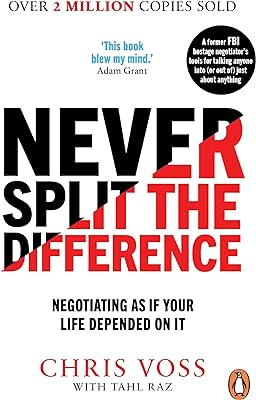 OVER 2 MILLION COPIES SOLD
'This book
blew my mind.'
Adam Grant
A former FBI
hostage negotiator's
tools for talking anyone
into (or out of) just
about anything
NEVER
SPLIT THE
DIFFERENCE
NEGOTIATING AS IF YOUR
LIFE DEPENDED ON IT
CHRIS VOSS
WITH TAHL RAZ